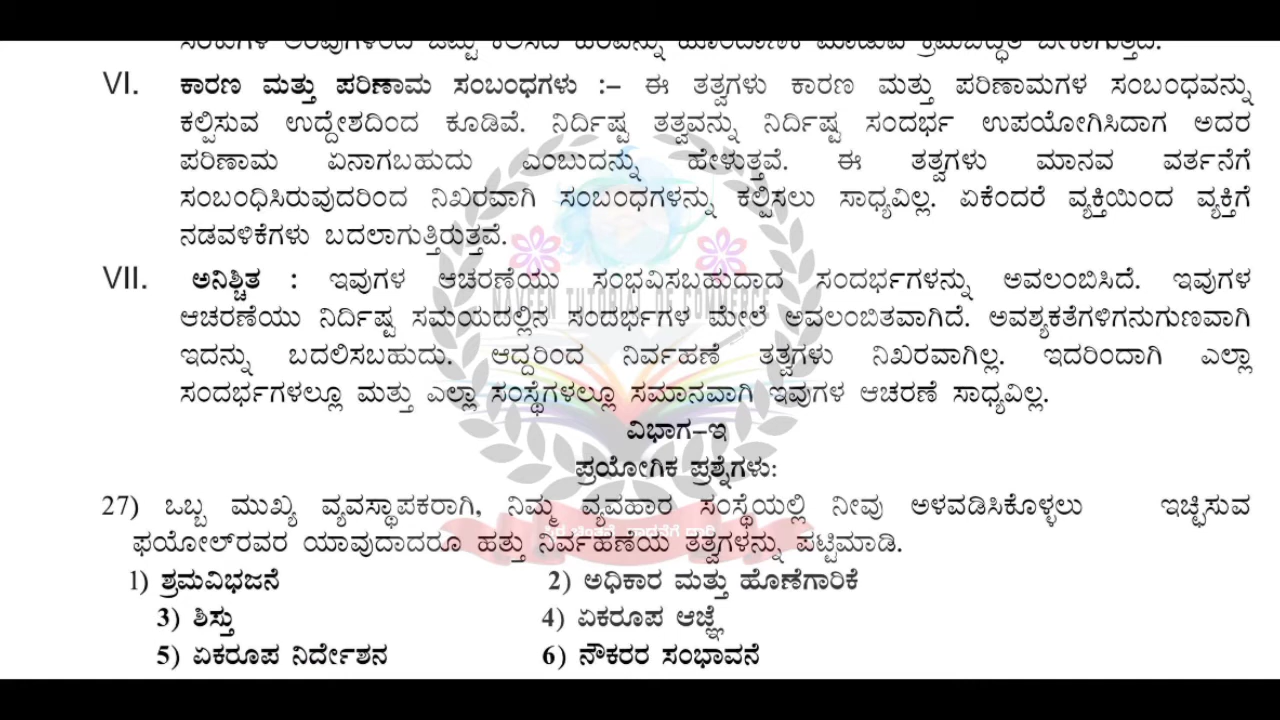 VI. ಕಾರಣ ಮತ್ತು ಪರಿಣಾಮ ಸಂಬಂಧಗಳು :– ಈ ತತ್ವಗಳು ಕಾರಣ ಮತ್ತು ಪರಿಣಾಮಗಳ ಸಂಬಂಧವನ್ನು
ಕಲ್ಪಿಸುವ ಉದ್ದೇಶದಿಂದ ಕೂಡಿವೆ. ನಿರ್ದಿಷ್ಟ ತತ್ವವನ್ನು ನಿರ್ದಿಷ್ಟ ಸಂದರ್ಭ ಉಪಯೋಗಿಸಿದಾಗ ಅದರ
ಪರಿಣಾಮ ಏನಾಗಬಹುದು ಎಂಬುದನ್ನು ಹೇಳುತ್ತವೆ. ಈ ತತ್ವಗಳು ಮಾನವ ವರ್ತನೆಗೆ
ಸಂಬಂಧಿಸಿರುವುದರಿಂದ ನಿಖರವಾಗಿ ಸಂಬಂಧಗಳನ್ನು ಕಲ್ಪಿಸಲು ಸಾಧ್ಯವಿಲ್ಲ. ಏಕೆಂದರೆ ವ್ಯಕ್ತಿಯಿಂದ ವ್ಯಕ್ತಿಗೆ
ನಡವಳಿಕೆಗಳು ಬದಲಾಗುತ್ತಿರುತ್ತವೆ.
VII. ಅನಿಶ್ಚಿತ : ಇವುಗಳ ಆಚರಣೆಯು ಸಂಭವಿಸಬಹುದಾದ ಸಂದರ್ಭಗಳನ್ನು ಅವಲಂಬಿಸಿದೆ. ಇವುಗಳ
NAVEEN TUTORIAL OF COMMERCE
ಆಚರಣೆಯು ನಿರ್ದಿಷ್ಟ ಸಮಯದಲ್ಲಿನ ಸಂದರ್ಭಗಳ ಮೇಲೆ ಅವಲಂಬಿತವಾಗಿದೆ. ಅವಶ್ಯಕತೆಗಳಿಗನುಗುಣವಾಗಿ
ಇದನ್ನು ಬದಲಿಸಬಹುದು. ಆದ್ದರಿಂದ ನಿರ್ವಹಣೆ ತತ್ವಗಳು ನಿಖರವಾಗಿಲ್ಲ. ಇದರಿಂದಾಗಿ ಎಲ್ಲಾ
ಸಂದರ್ಭಗಳಲ್ಲೂ ಮತ್ತು ಎಲ್ಲಾ ಸಂಸ್ಥೆಗಳಲ್ಲೂ ಸಮಾನವಾಗಿ ಇವುಗಳ ಆಚರಣೆ ಸಾಧ್ಯವಿಲ್ಲ.
ವಿಭಾಗ–ಇ
ಪ್ರಯೋಗಿಕ ಪ್ರಶ್ನೆಗಳು:
27) ಒಬ್ಬ ಮುಖ್ಯ ವ್ಯವಸ್ಥಾಪಕರಾಗಿ, ನಿಮ್ಮ ವ್ಯವಹಾರ ಸಂಸ್ಥೆಯಲ್ಲಿ ನೀವು ಅಳವಡಿಸಿಕೊಳ್ಳಲು ಇಚ್ಛಿಸುವ
ಫಯೋಲ್‌ರವರ ಯಾವುದಾದರೂ ಹತ್ತು ನಿರ್ವಹಣೆಯ ತತ್ವಗಳನ್ನು ಪಟ್ಟಿಮಾಡಿ.
1) ಶ್ರಮವಿಭಜನೆ 2) ಅಧಿಕಾರ ಮತ್ತು ಹೊಣೆಗಾರಿಕೆ
3) ಶಿಸ್ತು 4) ಏಕರೂಪ ಆಜ್ಞೆ
5) ಏಕರೂಪ ನಿರ್ದೇಶನ 6) ನೌಕರರ ಸಂಭಾವನೆ